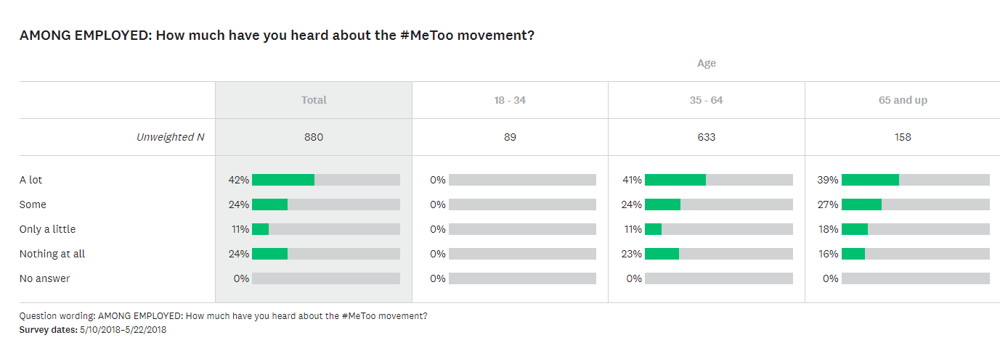 AMONG EMPLOYED: How much have you heard about the #MeToo movement?
Age
Total 18 - 34 35 - 64 65 and up
Unweighted N 880 89 633 158
A lot 42% 0% 41% 39%
Some 24% 0% 24% 27%
Only a little 11% 0% 11% 18%
Nothing at all 24% 0% 23% 16%
No answer 0% 0% 0% 0%
Question wording: AMONG EMPLOYED: How much have you heard about the #MeToo movement?
Survey dates: 5/10/2018–5/22/2018